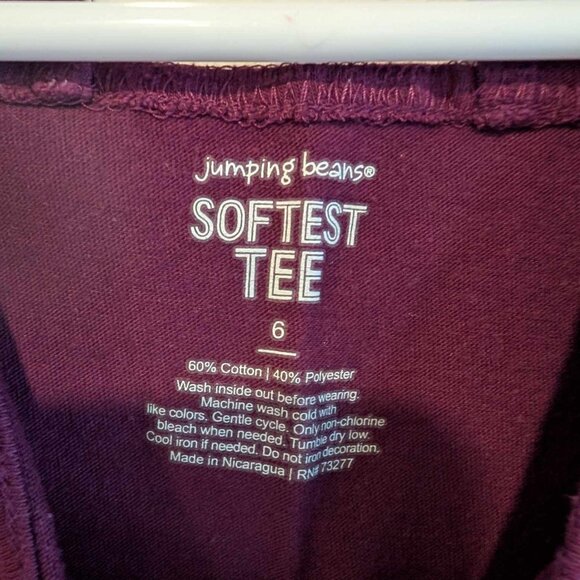 jumping beans®
SOFTEST
TEE
6
60% Cotton | 40% Polyester
Wash inside out before wearing.
Machine wash cold with
like colors. Gentle cycle. Only non-chlorine
bleach when needed. Tumble dry low.
Cool iron if needed. Do not iron decoration.
Made in Nicaragua | RN# 73277